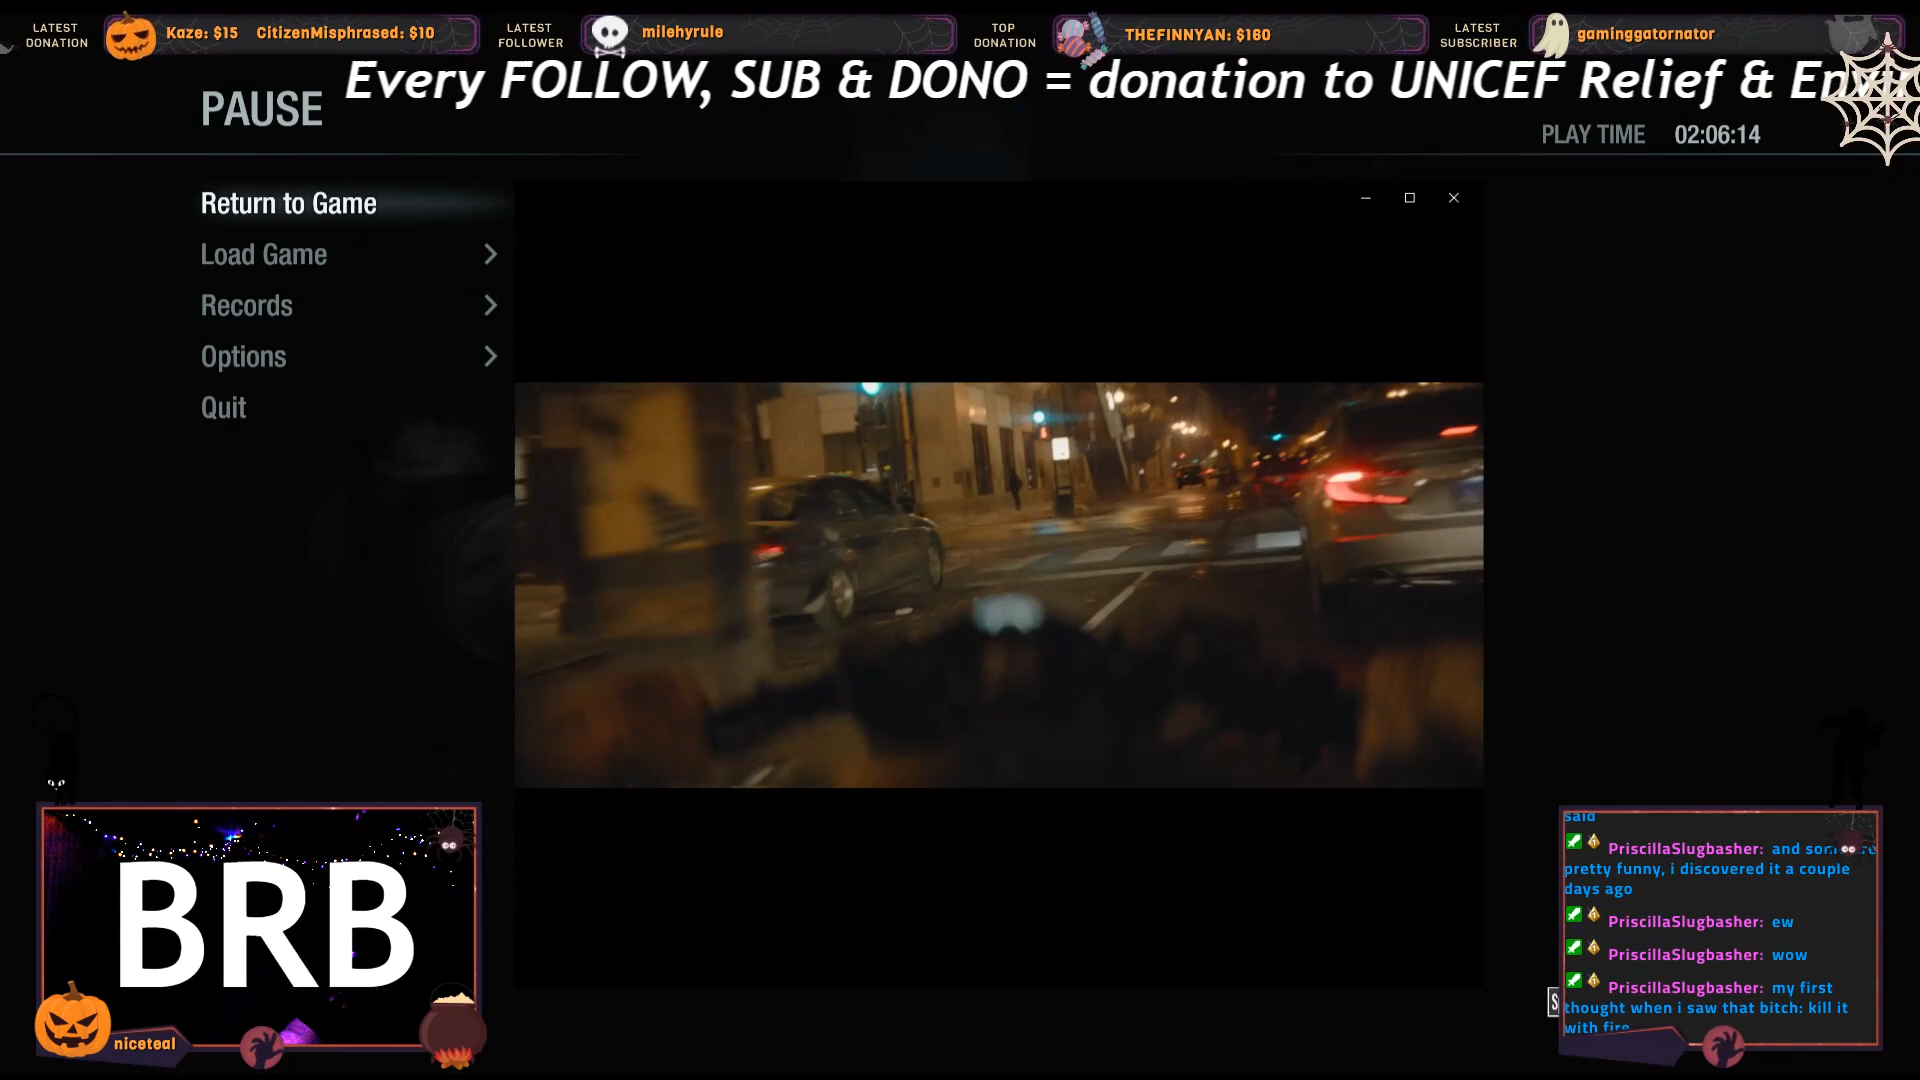 LATEST
DONATION
Kaze: $15 CitizenMisphrased: $10
LATEST
FOLLOWER
milehyrule
TOP
DONATION
THEFINNYAN: $160
LATEST
SUBSCRIBER
gaminggatornator
Every FOLLOW, SUB & DONO = donation to UNICEF Relief &
PAUSE
PLAY TIME 02:06:14
Return to Game
Load Game
Records
Options
Quit
BRB
niceteal
said
PriscillaSlugbasher: and
pretty funny, i discovered it a couple
days ago
PriscillaSlugbasher: ew
PriscillaSlugbasher: wow
PriscillaSlugbasher: my first
thought when i saw that bitch: kill it
with fire